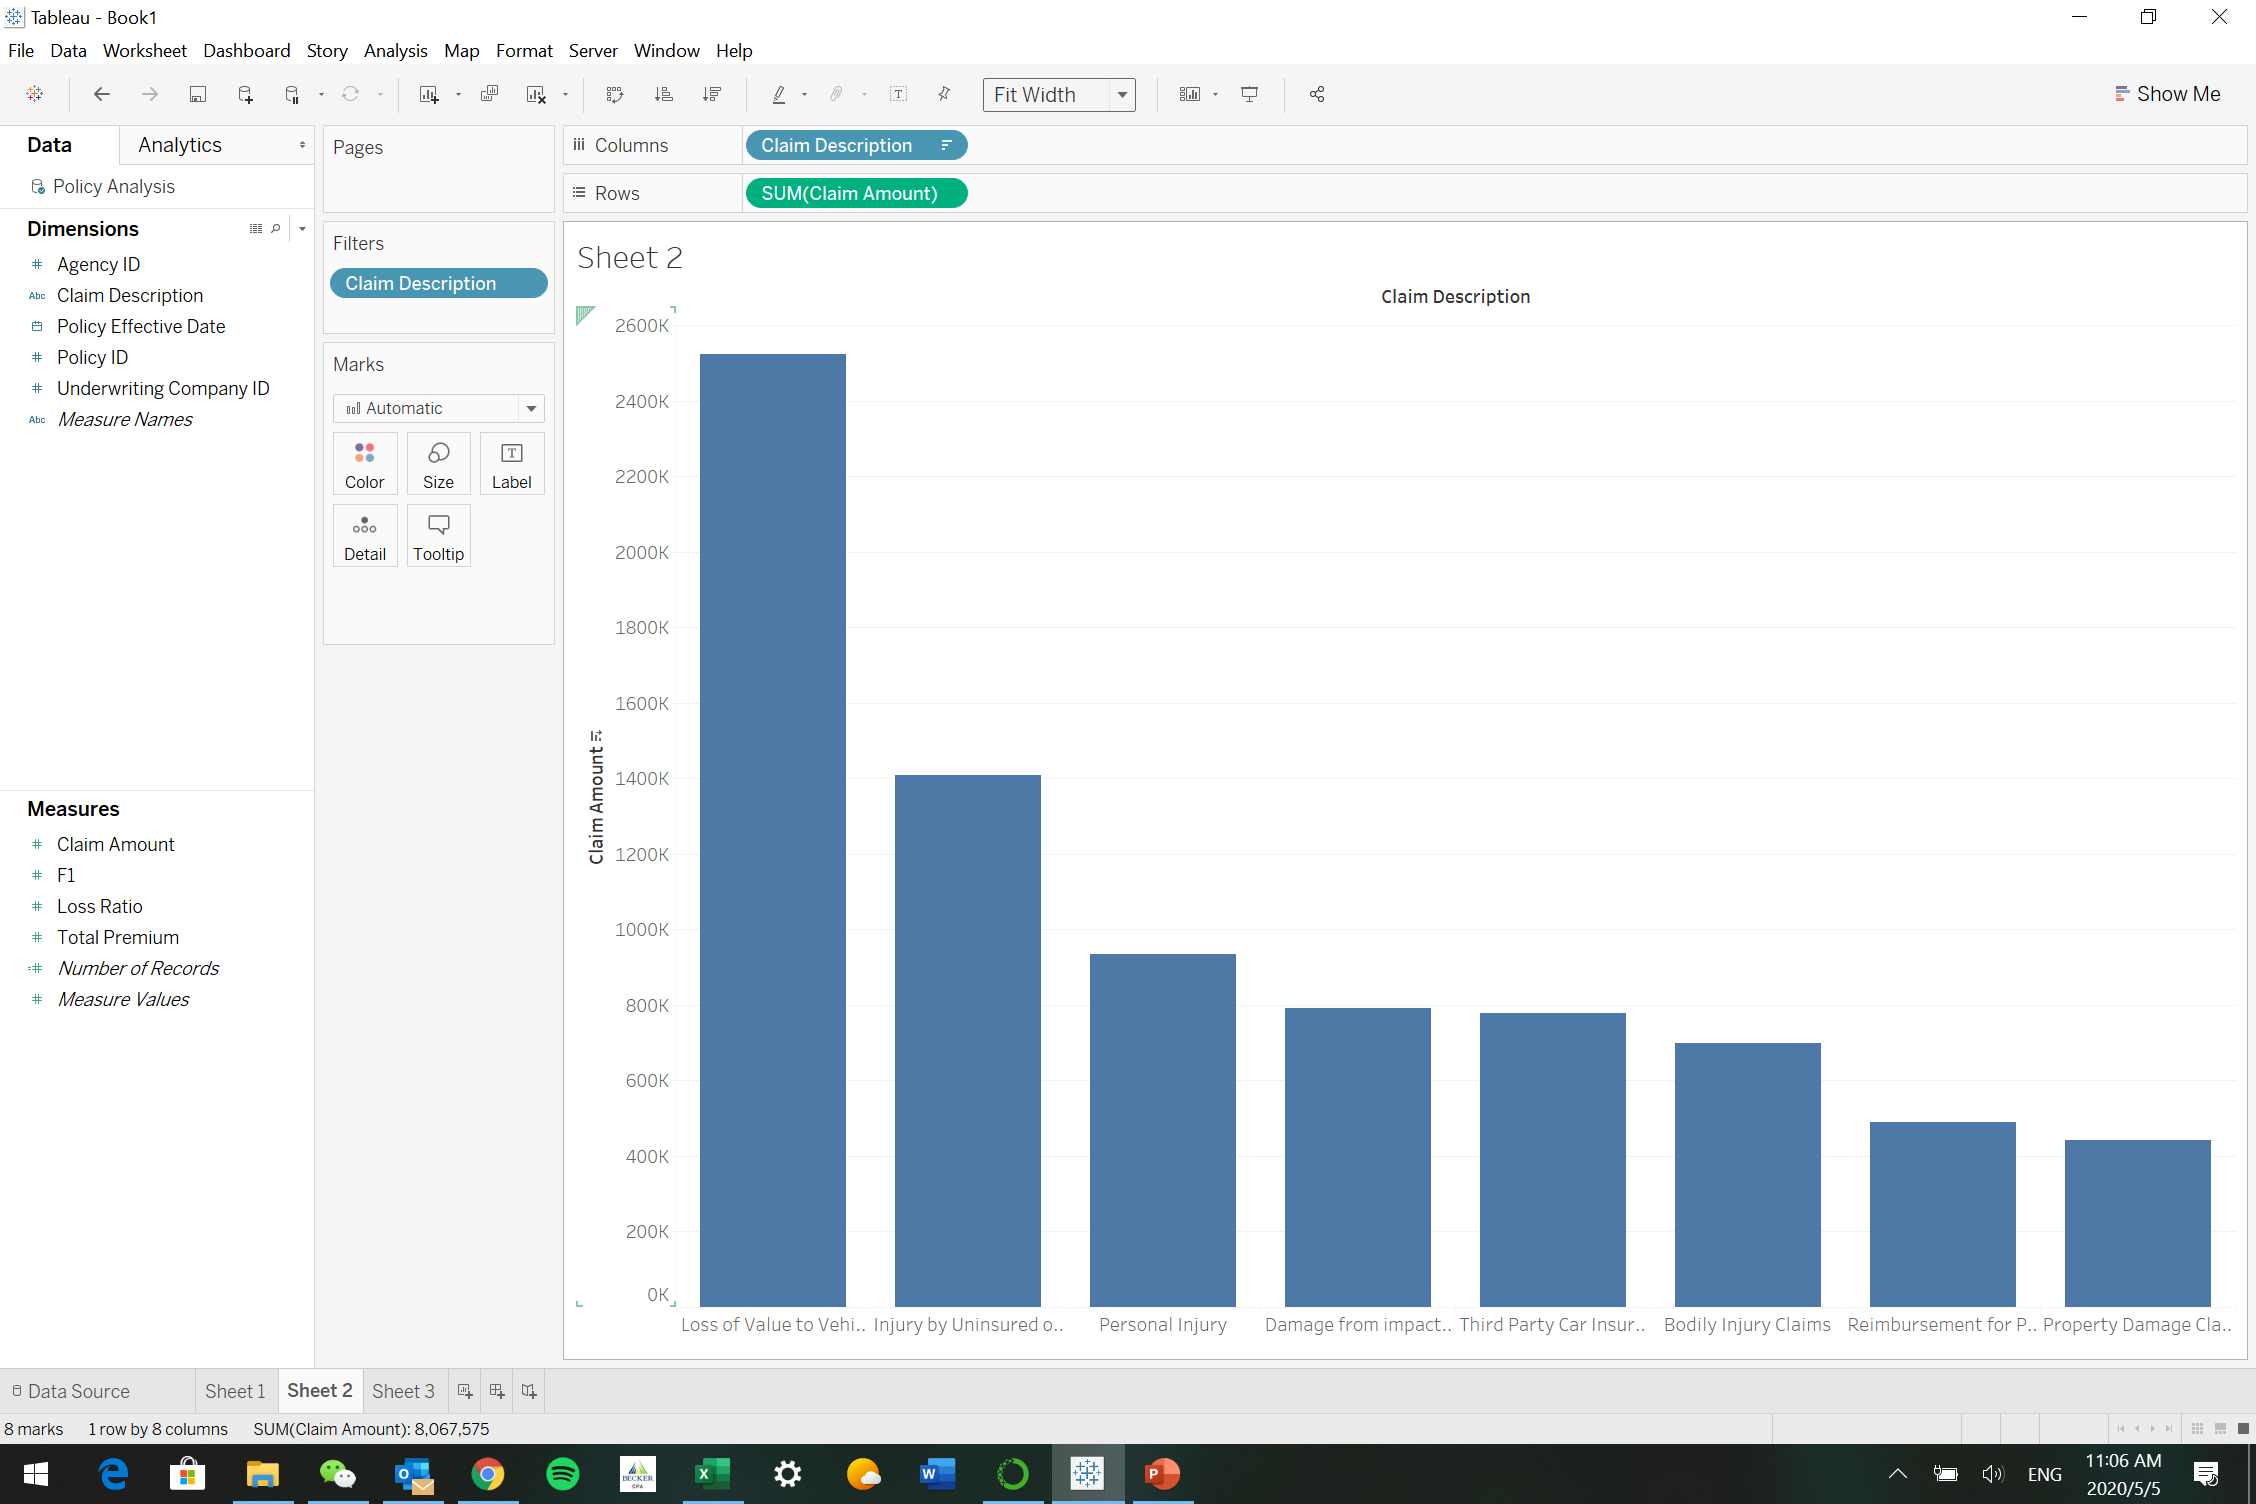 Tableau - Book1
File Data Worksheet Dashboard Story Analysis Map Format Server Window Help
Fit Width
Show Me
Data Analytics
Policy Analysis
Dimensions
# Agency ID
Abc Claim Description
Policy Effective Date
# Policy ID
# Underwriting Company ID
Abc Measure Names
Measures
# Claim Amount
# F1
# Loss Ratio
# Total Premium
=# Number of Records
# Measure Values
Pages
Filters
Claim Description
Marks
Automatic
Color Size Label
Detail Tooltip
Columns Claim Description
Rows SUM(Claim Amount)
Sheet 2
Claim Description
Claim Amount
2600K
2400K
2200K
2000K
1800K
1600K
1400K
1200K
1000K
800K
600K
400K
200K
0K
Loss of Value to Vehi.. Injury by Uninsured o.. Personal Injury Damage from impact.. Third Party Car Insur.. Bodily Injury Claims Reimbursement for P.. Property Damage Cla..
Data Source Sheet 1 Sheet 2 Sheet 3
8 marks 1 row by 8 columns SUM(Claim Amount): 8,067,575
BECKER
CPA
ENG
11:06 AM
2020/5/5